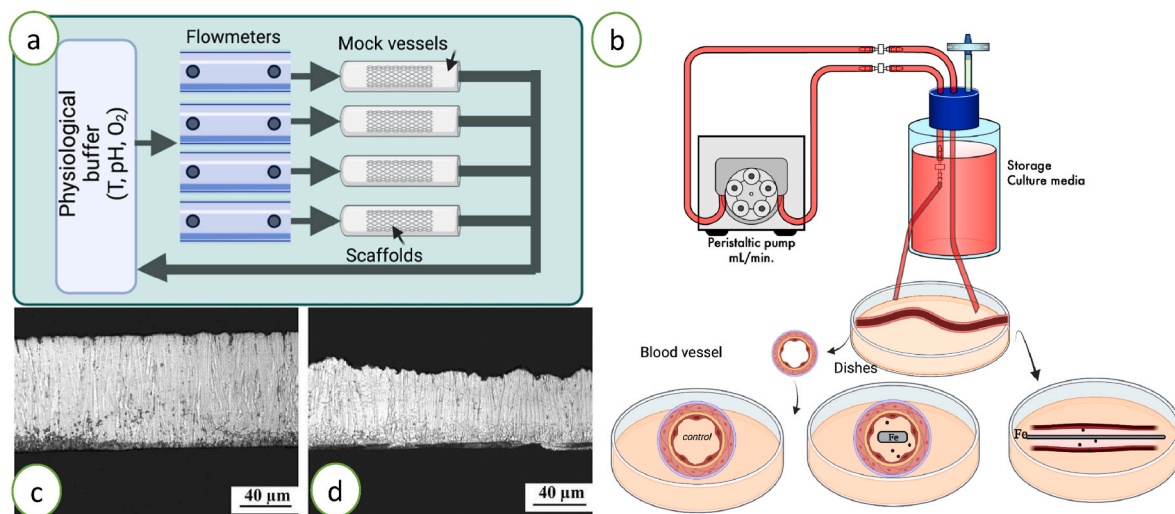 a
Flowmeters
Mock vessels
Physiological
buffer
(T, pH, O₂)
Scaffolds
b
Storage
Culture media
Peristaltic pump
mL/min.
Blood vessel
Dishes
control
Fe
Fe
c
40 µm
d
40 µm